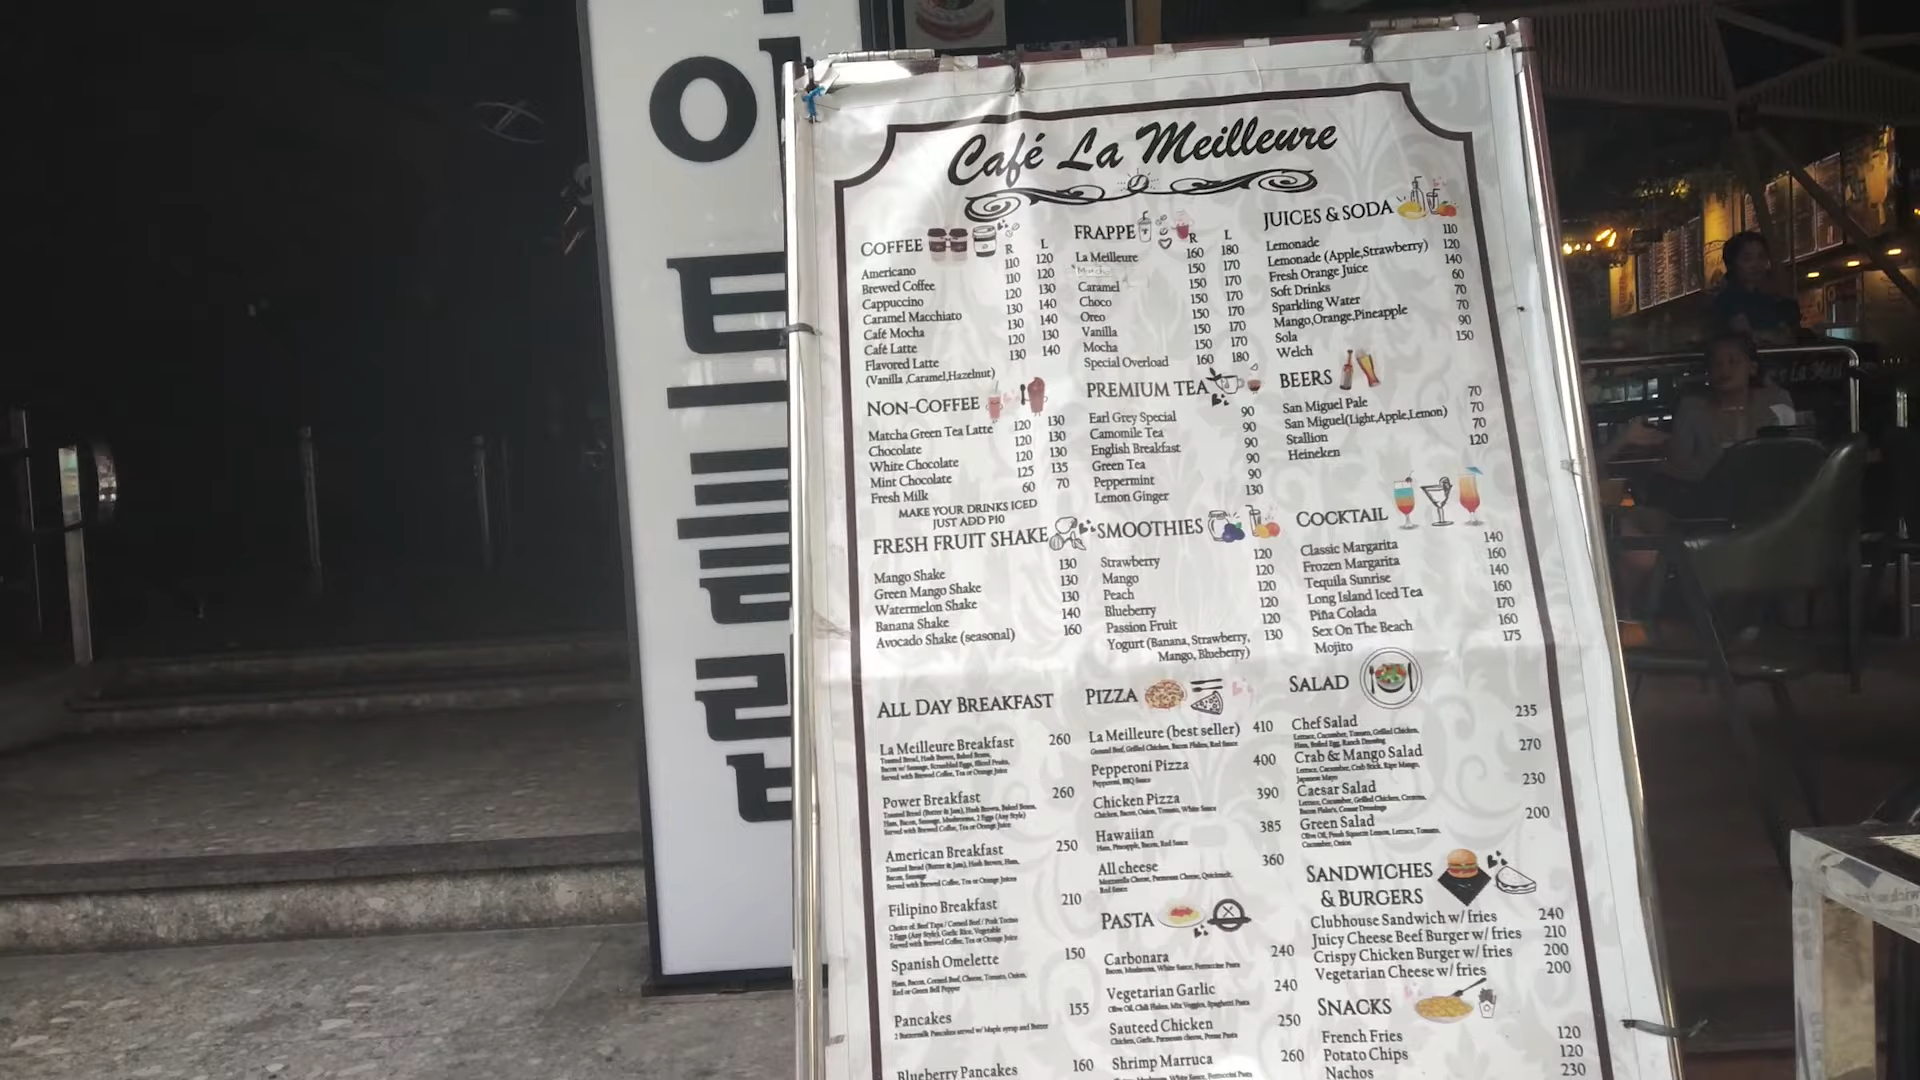 Café La Meilleure
COFFEE R L
Americano 110 120
Brewed Coffee 110 120
Cappuccino 120 130
Caramel Macchiato 130 140
Café Mocha 130 140
Café Latte 120 130
Flavored Latte 130 140
(Vanilla ,Caramel,Hazelnut)
NON-COFFEE
Matcha Green Tea Latte 120 130
Chocolate 120 130
White Chocolate 120 130
Mint Chocolate 125 135
Fresh Milk 60 70
MAKE YOUR DRINKS ICED
JUST ADD P10
FRESH FRUIT SHAKE
Mango Shake 130
Green Mango Shake 130
Watermelon Shake 130
Banana Shake 140
Avocado Shake (seasonal) 160
FRAPPE R L
La Meilleure 160 180
150 170
Caramel 150 170
Choco 150 170
Oreo 150 170
Vanilla 150 170
Mocha 150 170
Special Overload 160 180
PREMIUM TEA
Earl Grey Special 90
Camomile Tea 90
English Breakfast 90
Green Tea 90
Peppermint 90
Lemon Ginger 130
SMOOTHIES
Strawberry 120
Mango 120
Peach 120
Blueberry 120
Passion Fruit 120
Yogurt (Banana, Strawberry, 130
Mango, Blueberry)
JUICES & SODA
Lemonade 110
Lemonade (Apple,Strawberry) 120
Fresh Orange Juice 140
Soft Drinks 60
Sparkling Water 70
Mango,Orange,Pineapple 70
Sola 90
Welch 150
BEERS
San Miguel Pale 70
San Miguel(Light,Apple,Lemon) 70
Stallion 70
Heineken 120
COCKTAIL
Classic Margarita 140
Frozen Margarita 160
Tequila Sunrise 140
Long Island Iced Tea 160
Piña Colada 170
Sex On The Beach 160
Mojito 175
ALL DAY BREAKFAST
La Meilleure Breakfast 260
Toasted Bread, Hash Brown, Baked Beans,
Bacon w/ Sausage, Scrambled Eggs, Sliced Fruits,
Served with Brewed Coffee, Tea or Orange Juice
Power Breakfast 260
Toasted Bread (Butter & Jam), Hash Brown, Baked Beans,
Ham, Bacon, Sausage, Mushrooms, 2 Eggs (Any Style)
Served with Brewed Coffee, Tea or Orange Juice
American Breakfast 250
Toasted Bread (Butter & Jam), Hash Brown, Ham,
Bacon, Sausage
Served with Brewed Coffee, Tea or Orange Juices
Filipino Breakfast 210
Choice of: Beef Tapa / Corned Beef / Pork Tocino
2 Eggs (Any Style), Garlic Rice, Vegetable
Served with Brewed Coffee, Tea or Orange Juice
Spanish Omelette 150
Ham, Bacon, Corned Beef, Cheese, Tomato, Onion,
Red or Green Bell Pepper
Pancakes 155
2 Buttermilk Pancakes served w/ Maple syrup and Butter
Blueberry Pancakes 160
PIZZA
La Meilleure (best seller) 410
Ground Beef, Grilled Chicken, Bacon Flakes, Red Sauce
Pepperoni Pizza 400
Pepperoni, BBQ Sauce
Chicken Pizza 390
Chicken, Bacon, Onion, Tomato, White Sauce
Hawaiian 385
Ham, Pineapple, Bacon, Red Sauce
All cheese 360
Mozzarella Cheese, Parmesan Cheese, Quickmelt,
Red Sauce
PASTA
Carbonara 240
Bacon, Mushroom, White Sauce, Fettuccine Pasta
Vegetarian Garlic 240
Olive Oil, Chili Flakes, Mix Veggies, Spaghetti Pasta
Sauteed Chicken 250
Chicken, Garlic, Parmesan cheese, Penne Pasta
Shrimp Marruca 260
SALAD
Chef Salad 235
Lettuce, Cucumber, Tomato, Grilled Chicken,
Ham, Boiled Egg, Ranch Dressing
Crab & Mango Salad 270
Lettuce, Cucumber, Crab Stick, Ripe Mango,
Japanese Mayo
Caesar Salad 230
Lettuce, Cucumber, Grilled Chicken, Croutons,
Green Salad 200
Olive Oil, Fresh Squeeze Lemon, Lettuce, Tomato,
Cucumber, Onion
SANDWICHES
& BURGERS
Clubhouse Sandwich w/ fries 240
Juicy Cheese Beef Burger w/ fries 210
Crispy Chicken Burger w/ fries 200
Vegetarian Cheese w/ fries 200
SNACKS
French Fries 120
Potato Chips 120
Nachos 230